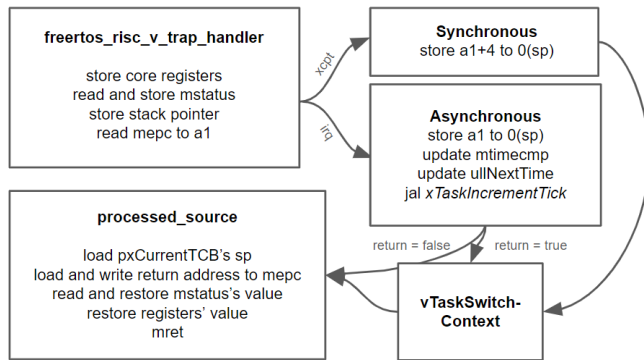 freertos_risc_v_trap_handler
store core registers
read and store mstatus
store stack pointer
read mepc to a1
xcpt
irq
Synchronous
store a1+4 to 0(sp)
Asynchronous
store a1 to 0(sp)
update mtimecmp
update ullNextTime
jal xTaskIncrementTick
return = false
return = true
processed_source
load pxCurrentTCB's sp
load and write return address to mepc
read and restore mstatus's value
restore registers' value
mret
vTaskSwitch-
Context